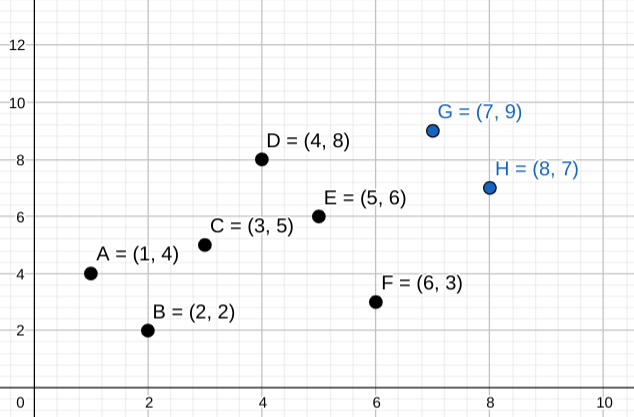 12
10
G = (7, 9)
D = (4, 8)
8
H = (8, 7)
E = (5, 6)
6
C = (3, 5)
A = (1, 4)
4
F = (6, 3)
B = (2, 2)
2
0 2 4 6 8 10